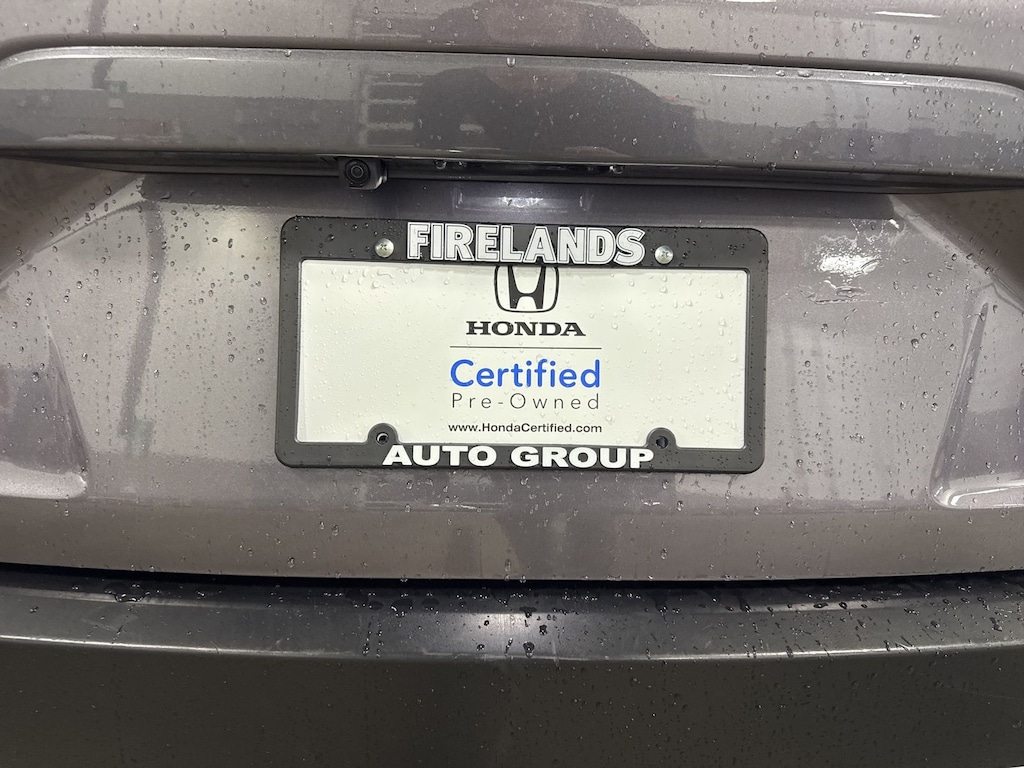 FIRELANDS
HONDA
Certified
Pre-Owned
www.HondaCertified.com
AUTO GROUP